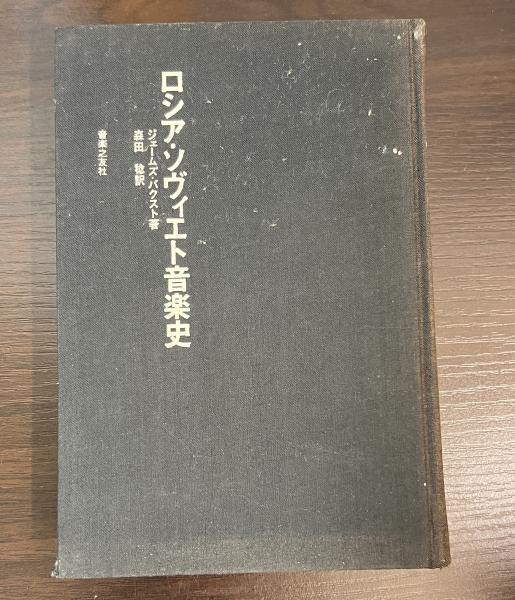 ロシア・ソヴィエト音楽史
ジェームズ・バクスト著
森田 稔訳
音楽之友社